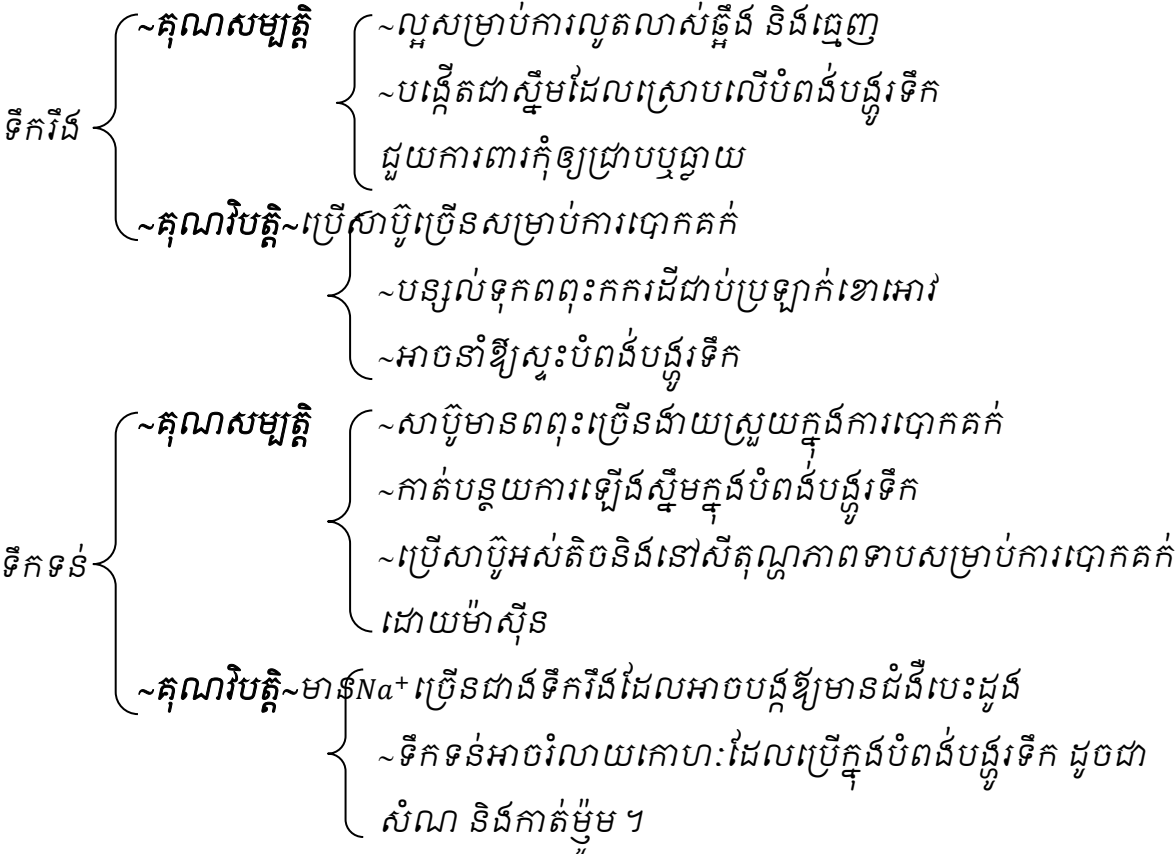 ~គុណសម្បត្តិ ~ល្អសម្រាប់ការលូតលាស់ឆ្អឹង និងធ្មេញ
~បង្កើតជាស្នឹមដែលស្រោបលើបំពង់បង្ហូរទឹក
ទឹករឹង
ជួយការពារកុំឲ្យជ្រាបឬធ្លាយ
~គុណវិបត្តិ~ប្រើសាប៊ូច្រើនសម្រាប់ការបោកគក់
~បន្សល់ទុកពពុះកករដីជាប់ប្រឡាក់ខោអោវ
~អាចនាំឱ្យស្ទះបំពង់បង្ហូរទឹក
~គុណសម្បត្តិ ~សាប៊ូមានពពុះច្រើនងាយស្រួយក្នុងការបោកគក់
~កាត់បន្ថយការឡើងស្នឹមក្នុងបំពង់បង្ហូរទឹក
ទឹកទន់ ~ប្រើសាប៊ូអស់តិចនិងនៅសីតុណ្ហភាពទាបសម្រាប់ការបោកគក់
ដោយម៉ាស៊ីន
~គុណវិបត្តិ~មានNa⁺ច្រើនជាងទឹករឹងដែលអាចបង្កឱ្យមានជំងឺបេះដូង
~ទឹកទន់អាចរំលាយកោហៈដែលប្រើក្នុងបំពង់បង្ហូរទឹក ដូចជា
សំណ និងកាត់ម្យ៉ូម ។